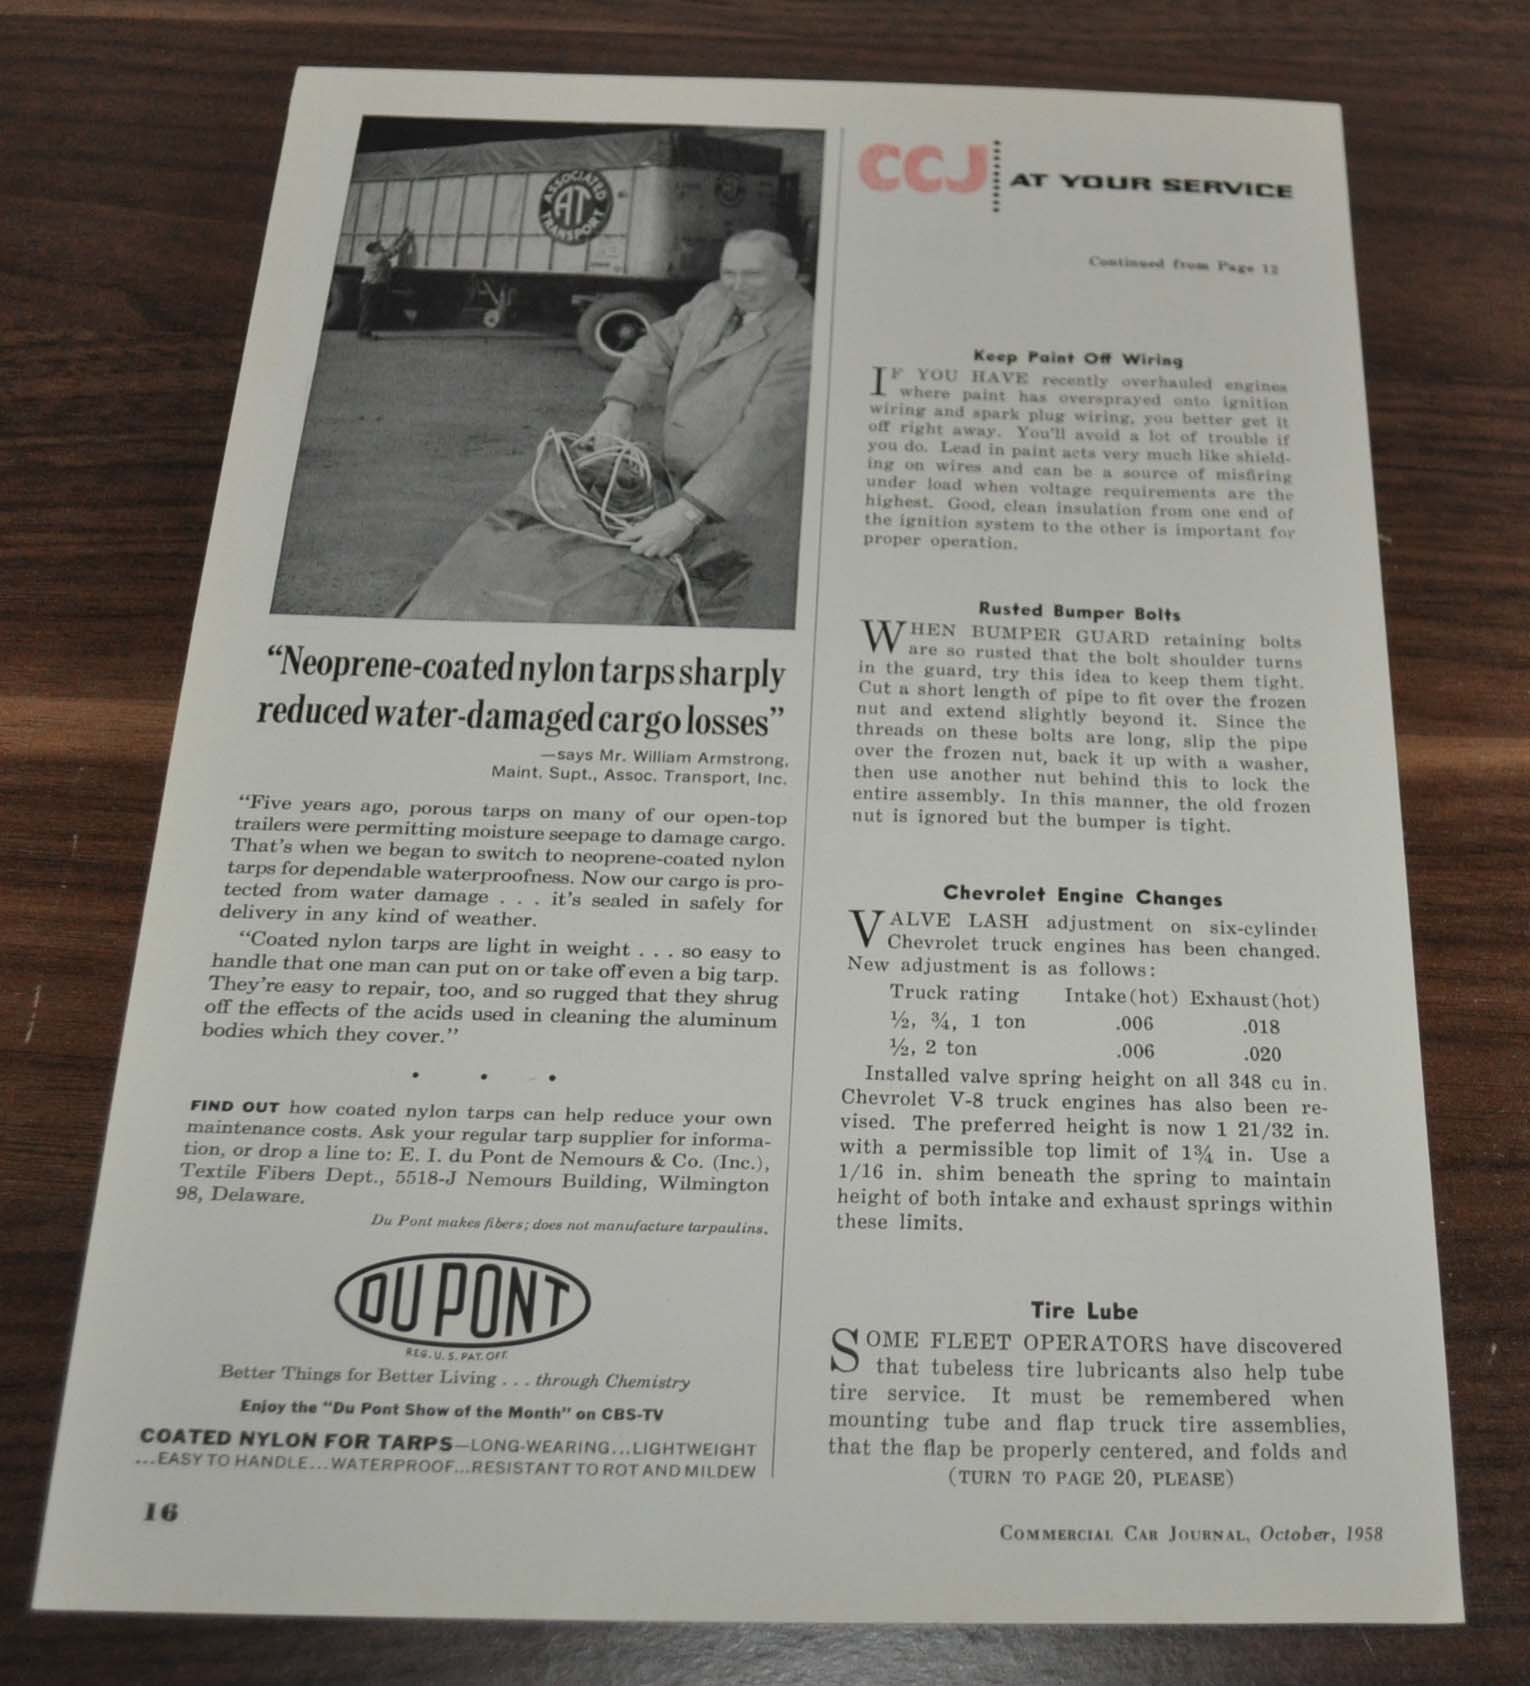 ASSOCIATED
AT
TRANSPORT
"Neoprene-coated nylon tarps sharply
reduced water-damaged cargo losses"
—says Mr. William Armstrong,
Maint. Supt., Assoc. Transport, Inc.
"Five years ago, porous tarps on many of our open-top
trailers were permitting moisture seepage to damage cargo.
That's when we began to switch to neoprene-coated nylon
tarps for dependable waterproofness. Now our cargo is pro-
tected from water damage . . . it's sealed in safely for
delivery in any kind of weather.
"Coated nylon tarps are light in weight . . . so easy to
handle that one man can put on or take off even a big tarp.
They're easy to repair, too, and so rugged that they shrug
off the effects of the acids used in cleaning the aluminum
bodies which they cover."
. . .
FIND OUT how coated nylon tarps can help reduce your own
maintenance costs. Ask your regular tarp supplier for informa-
tion, or drop a line to: E. I. du Pont de Nemours & Co. (Inc.),
Textile Fibers Dept., 5518-J Nemours Building, Wilmington
98, Delaware.
Du Pont makes fibers; does not manufacture tarpaulins.
DU PONT
REG. U. S. PAT. OFF.
Better Things for Better Living . . . through Chemistry
Enjoy the "Du Pont Show of the Month" on CBS-TV
COATED NYLON FOR TARPS—LONG-WEARING...LIGHTWEIGHT
...EASY TO HANDLE...WATERPROOF...RESISTANT TO ROT AND MILDEW
16
CCJ AT YOUR SERVICE
Continued from Page 12
Keep Paint Off Wiring
IF YOU HAVE recently overhauled engines
where paint has oversprayed onto ignition
wiring and spark plug wiring, you better get it
off right away. You'll avoid a lot of trouble if
you do. Lead in paint acts very much like shield-
ing on wires and can be a source of misfiring
under load when voltage requirements are the
highest. Good, clean insulation from one end of
the ignition system to the other is important for
proper operation.
Rusted Bumper Bolts
WHEN BUMPER GUARD retaining bolts
are so rusted that the bolt shoulder turns
in the guard, try this idea to keep them tight.
Cut a short length of pipe to fit over the frozen
nut and extend slightly beyond it. Since the
threads on these bolts are long, slip the pipe
over the frozen nut, back it up with a washer,
then use another nut behind this to lock the
entire assembly. In this manner, the old frozen
nut is ignored but the bumper is tight.
Chevrolet Engine Changes
VALVE LASH adjustment on six-cylinder
Chevrolet truck engines has been changed.
New adjustment is as follows:
Truck rating Intake (hot) Exhaust (hot)
½, ¾, 1 ton .006 .018
½, 2 ton .006 .020
Installed valve spring height on all 348 cu in.
Chevrolet V-8 truck engines has also been re-
vised. The preferred height is now 1 21/32 in.
with a permissible top limit of 1¾ in. Use a
1/16 in. shim beneath the spring to maintain
height of both intake and exhaust springs within
these limits.
Tire Lube
SOME FLEET OPERATORS have discovered
that tubeless tire lubricants also help tube
tire service. It must be remembered when
mounting tube and flap truck tire assemblies,
that the flap be properly centered, and folds and
(TURN TO PAGE 20, PLEASE)
COMMERCIAL CAR JOURNAL, October, 1958